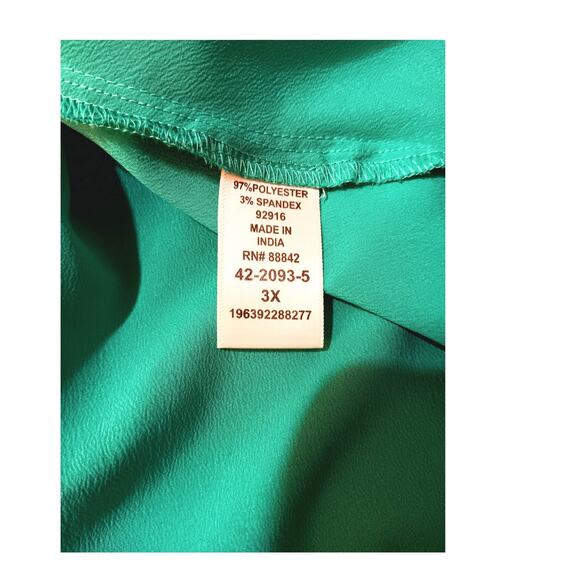 97%POLYESTER
3% SPANDEX
92916
MADE IN
INDIA
RN# 88842
42-2093-5
3X
196392288277